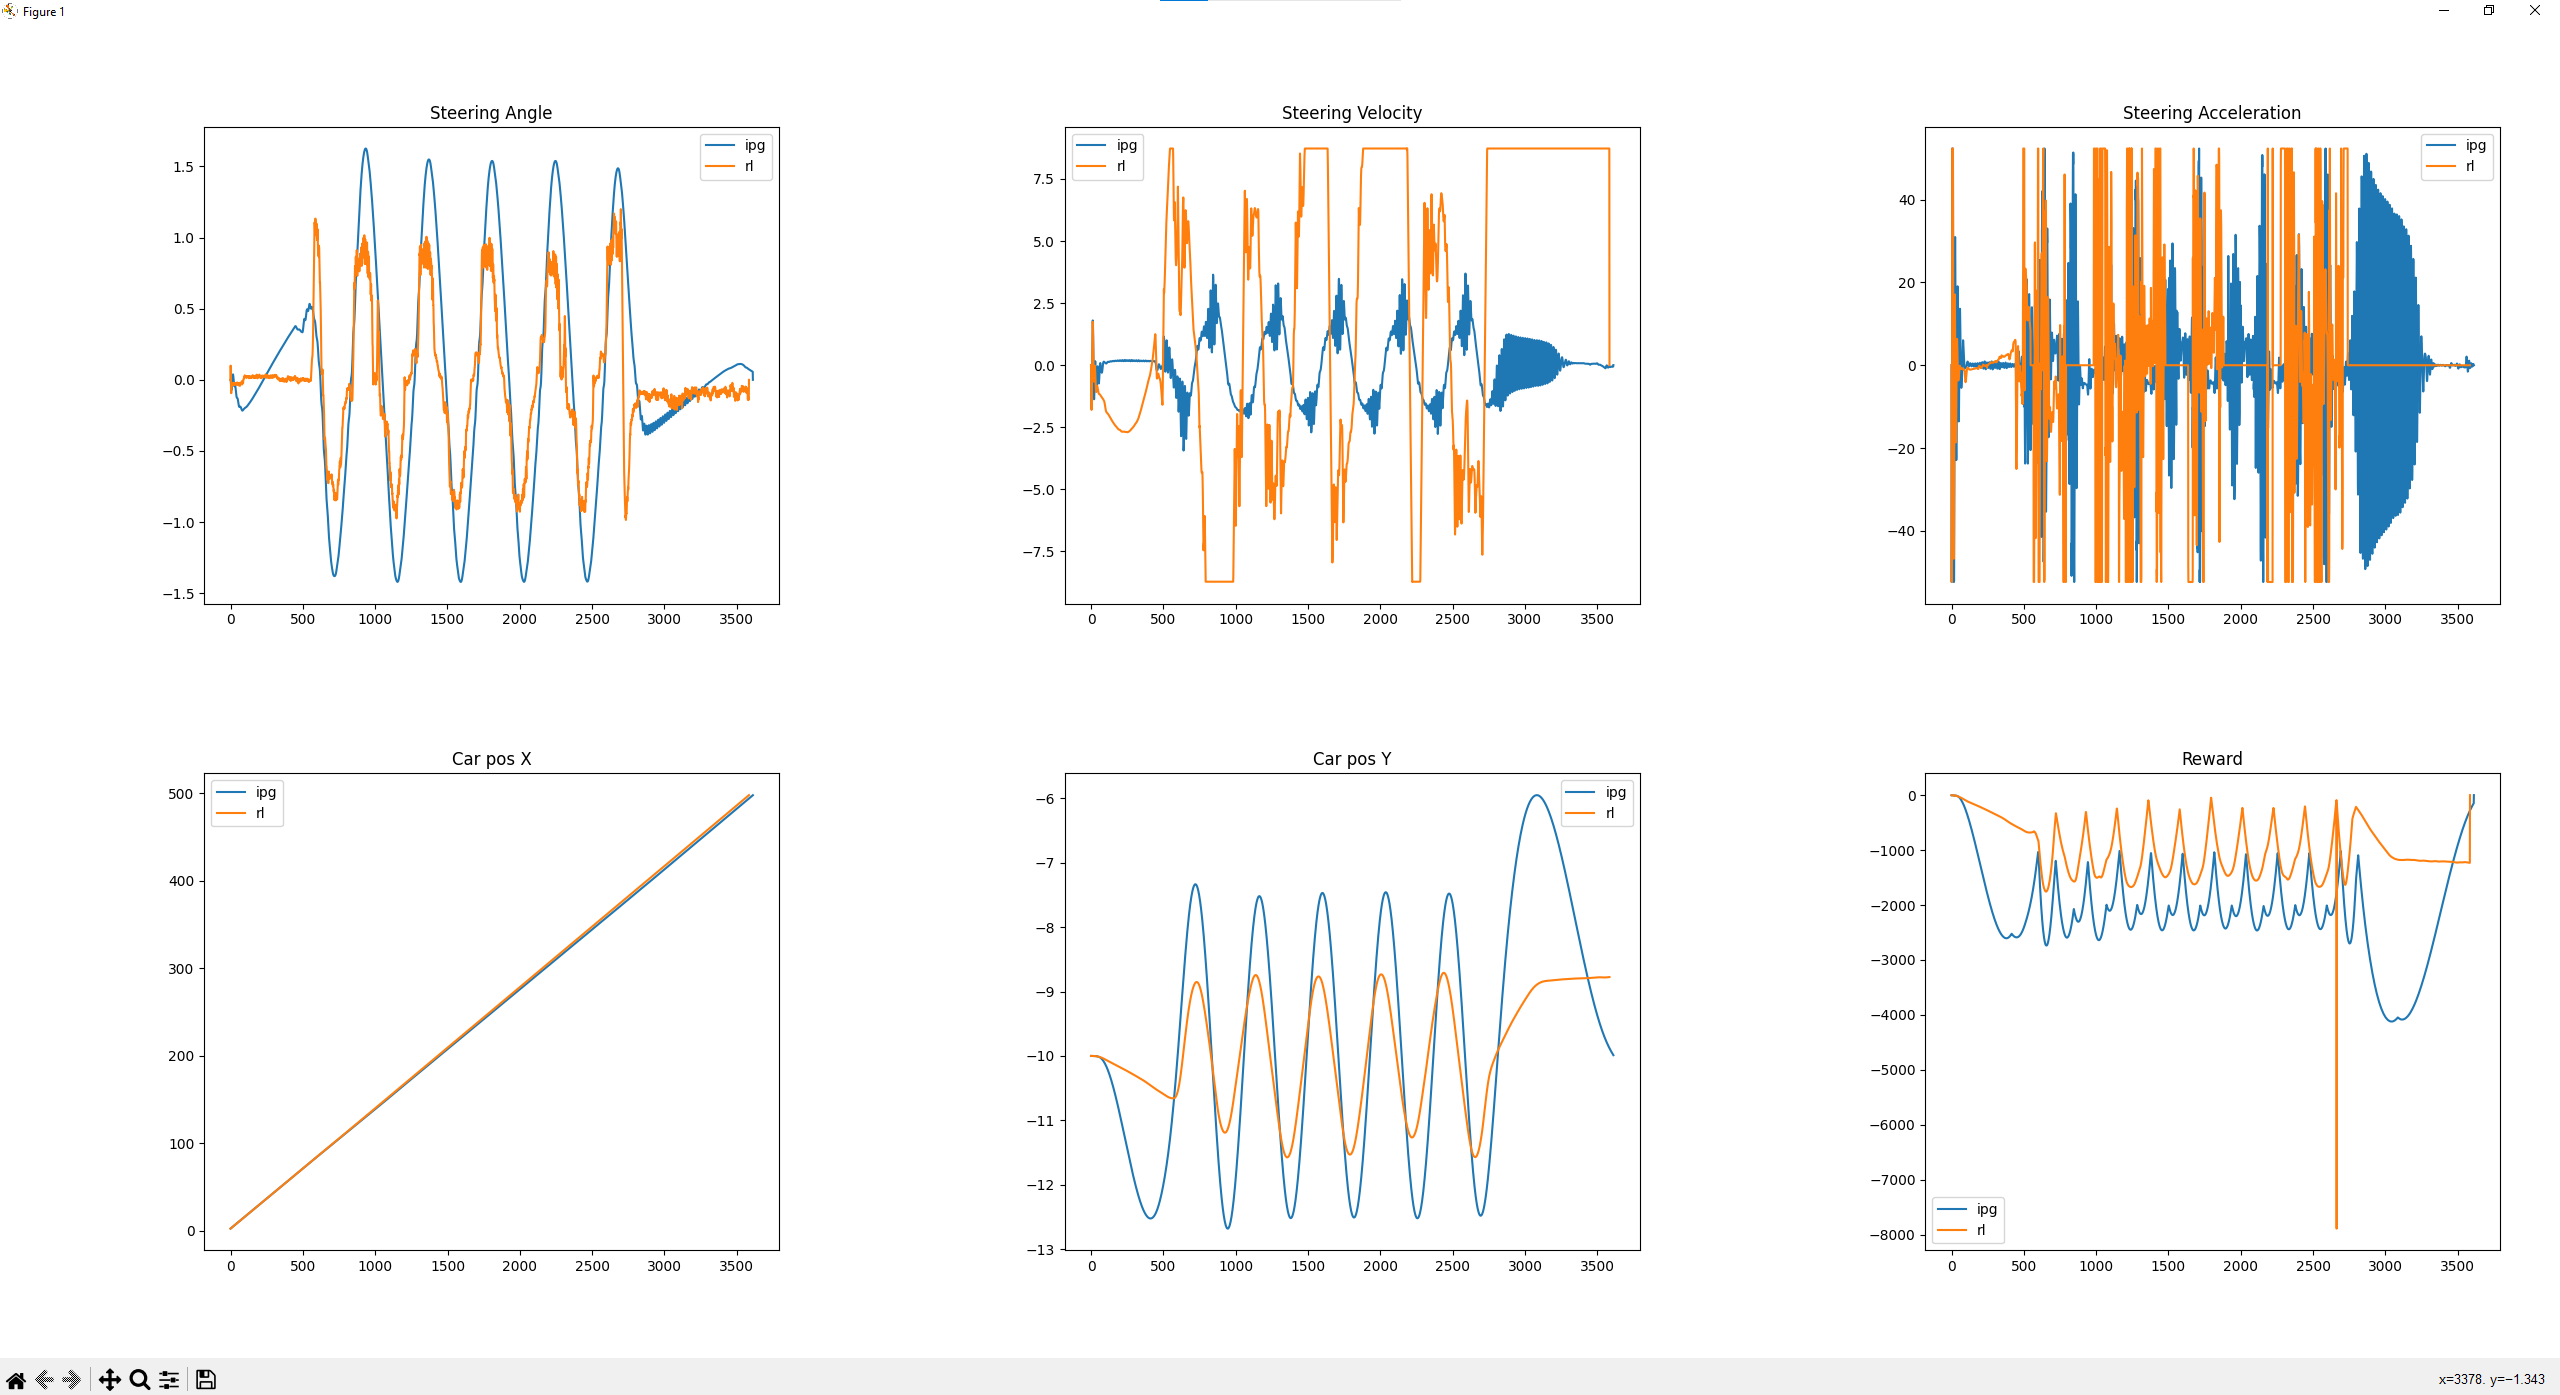 Figure 1
Steering Angle
ipg
rl
1.5
1.0
0.5
0.0
−0.5
−1.0
−1.5
0 500 1000 1500 2000 2500 3000 3500
Steering Velocity
ipg
rl
7.5
5.0
2.5
0.0
−2.5
−5.0
−7.5
0 500 1000 1500 2000 2500 3000 3500
Steering Acceleration
ipg
rl
40
20
0
−20
−40
0 500 1000 1500 2000 2500 3000 3500
Car pos X
ipg
rl
500
400
300
200
100
0
0 500 1000 1500 2000 2500 3000 3500
Car pos Y
ipg
rl
−6
−7
−8
−9
−10
−11
−12
−13
0 500 1000 1500 2000 2500 3000 3500
Reward
0
−1000
−2000
−3000
−4000
−5000
−6000
−7000
−8000
ipg
rl
0 500 1000 1500 2000 2500 3000 3500
x=3378. y=−1.343